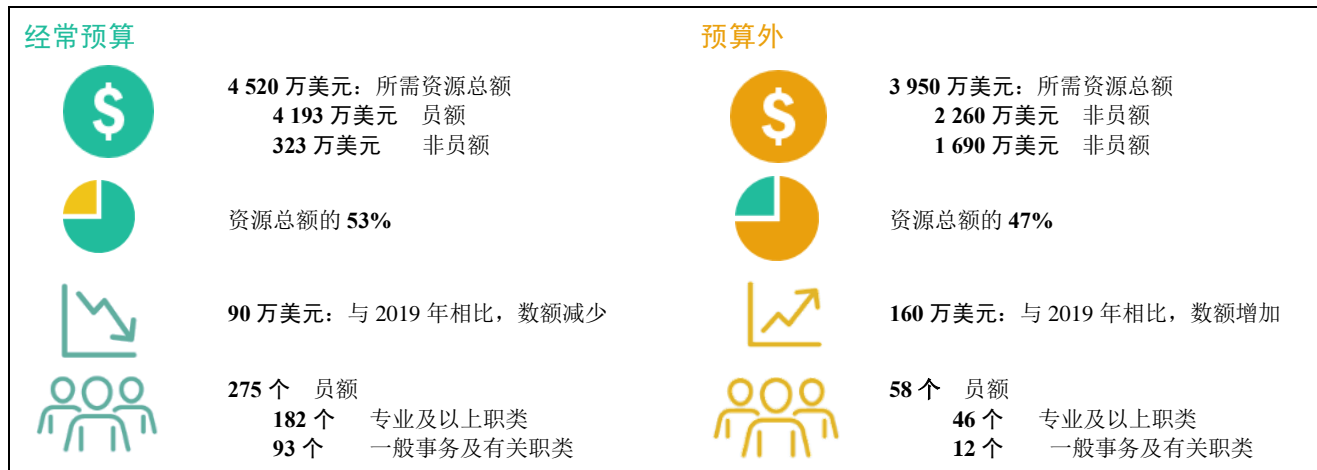 经常预算
4 520 万美元：所需资源总额
4 193 万美元 员额
323 万美元 非员额
资源总额的 53%
90 万美元：与 2019 年相比，数额减少
275 个 员额
182 个 专业及以上职类
93 个 一般事务及有关职类
预算外
3 950 万美元：所需资源总额
2 260 万美元 非员额
1 690 万美元 非员额
资源总额的 47%
160 万美元：与 2019 年相比，数额增加
58 个 员额
46 个 专业及以上职类
12 个 一般事务及有关职类